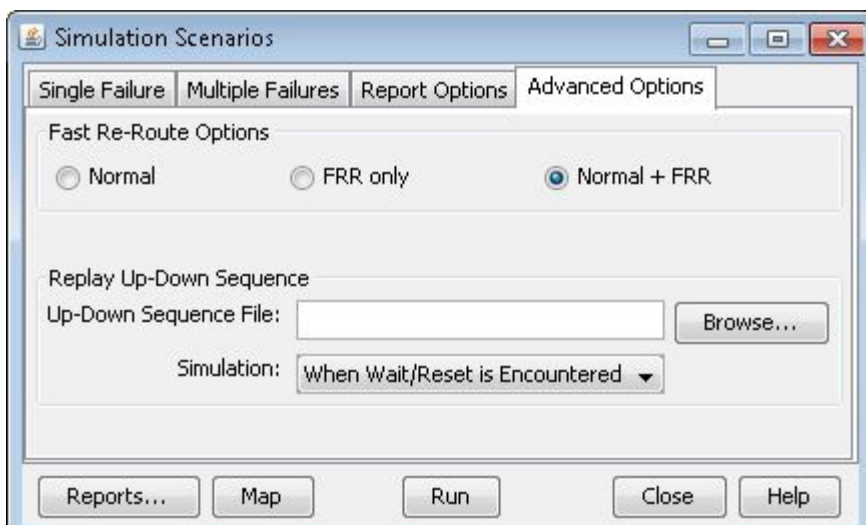 Simulation Scenarios
Single Failure Multiple Failures Report Options Advanced Options
Fast Re-Route Options
Normal FRR only Normal + FRR
Replay Up-Down Sequence
Up-Down Sequence File: Browse...
Simulation: When Wait/Reset is Encountered
Reports... Map Run Close Help